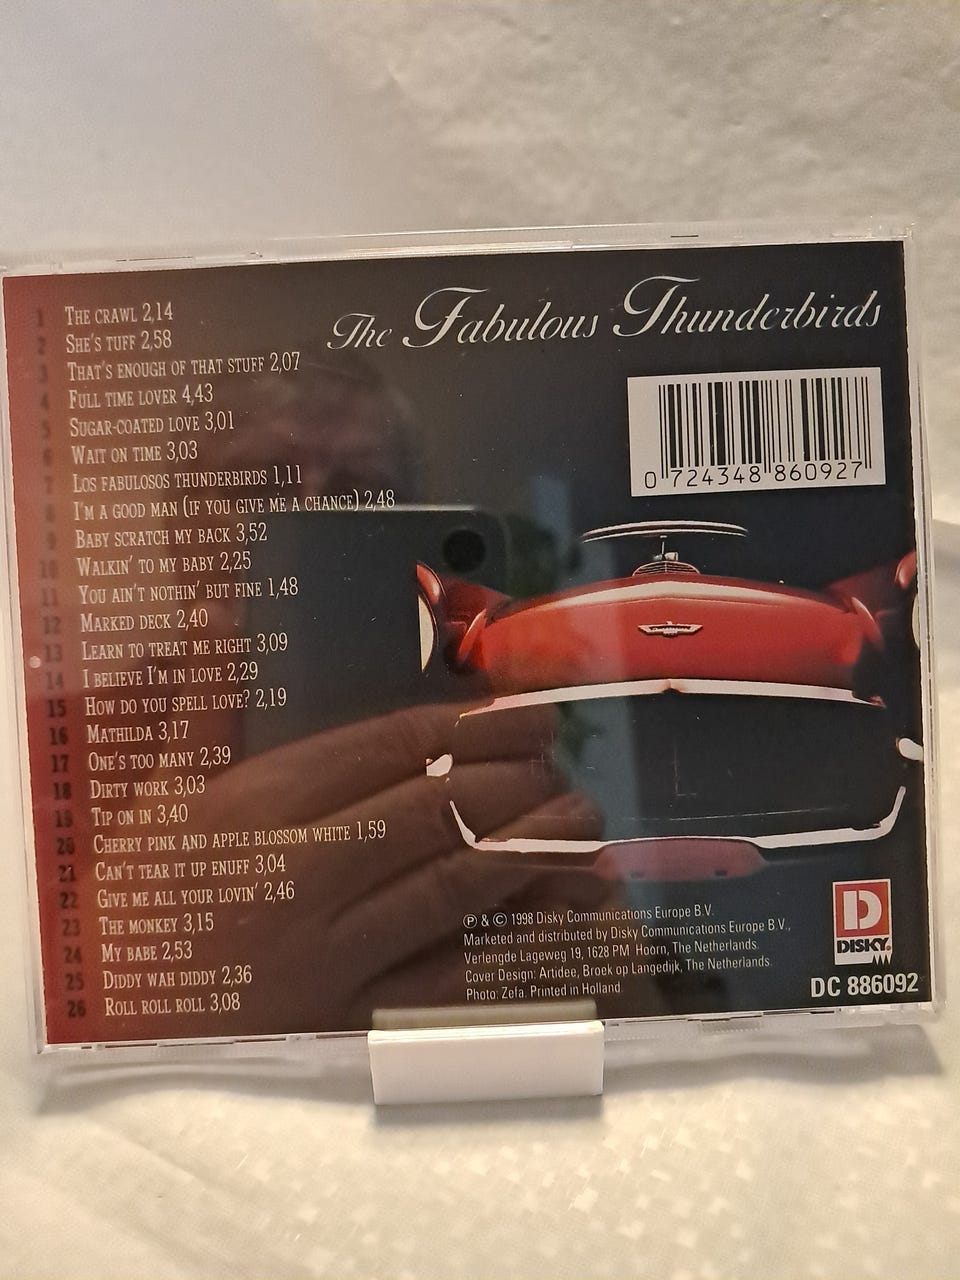 The Fabulous Thunderbirds
1 THE CRAWL 2,14
2 SHE'S TUFF 2,58
3 THAT'S ENOUGH OF THAT STUFF 2,07
4 FULL TIME LOVER 4,43
5 SUGAR-COATED LOVE 3,01
6 WAIT ON TIME 3,03
7 LOS FABULOSOS THUNDERBIRDS 1,11
8 I'M A GOOD MAN (IF YOU GIVE ME A CHANCE) 2,48
9 BABY SCRATCH MY BACK 3,52
10 WALKIN' TO MY BABY 2,25
11 YOU AIN'T NOTHIN' BUT FINE 1,48
12 MARKED DECK 2,40
13 LEARN TO TREAT ME RIGHT 3,09
14 I BELIEVE I'M IN LOVE 2,29
15 HOW DO YOU SPELL LOVE? 2,19
16 MATHILDA 3,17
17 ONE'S TOO MANY 2,39
18 DIRTY WORK 3,03
19 TIP ON IN 3,40
20 CHERRY PINK AND APPLE BLOSSOM WHITE 1,59
21 CAN'T TEAR IT UP ENUFF 3,04
22 GIVE ME ALL YOUR LOVIN' 2,46
23 THE MONKEY 3,15
24 MY BABE 2,53
25 DIDDY WAH DIDDY 2,36
26 ROLL ROLL ROLL 3,08
0 724348 860927
Ⓟ & © 1998 Disky Communications Europe B.V.
Marketed and distributed by Disky Communications Europe B.V.,
Verlengde Lageweg 19, 1628 PM Hoorn, The Netherlands.
Cover Design: Artidee, Broek op Langedijk, The Netherlands.
Photo: Zefa. Printed in Holland.
D
DISKY.
DC 886092